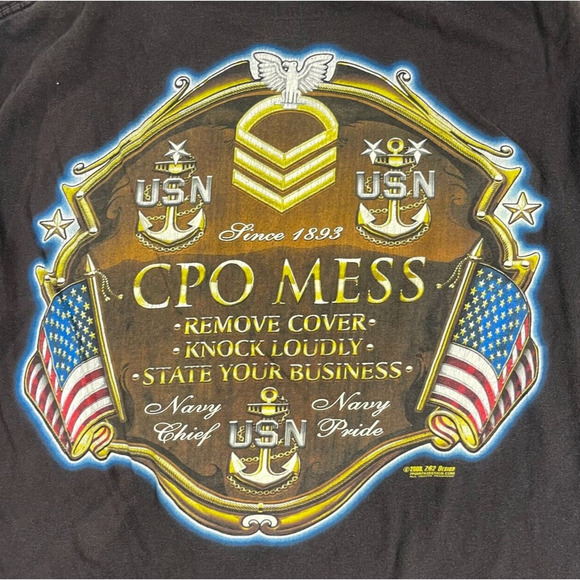 USN
USN
Since 1893
CPO MESS
•REMOVE COVER•
•KNOCK LOUDLY•
•STATE YOUR BUSINESS•
Navy Navy
Chief USN Pride